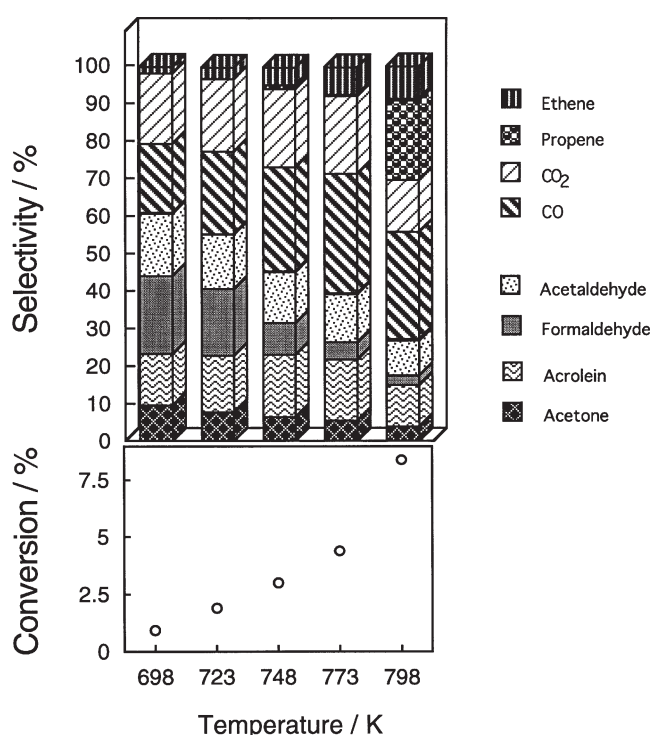 Selectivity / %
100
90
80
70
60
50
40
30
20
10
0
Ethene
Propene
CO2
CO
Acetaldehyde
Formaldehyde
Acrolein
Acetone
Conversion / %
7.5
5
2.5
0
698 723 748 773 798
Temperature / K